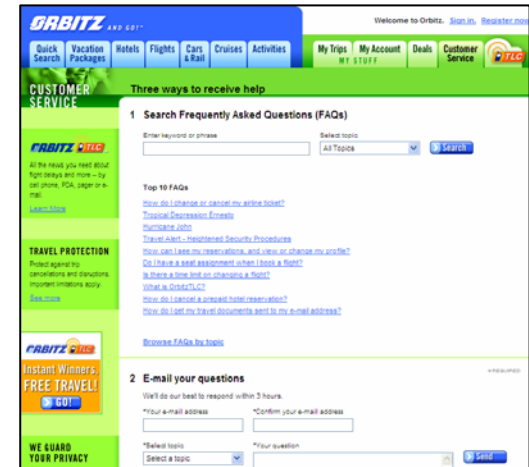 ORBITZ AND GO!
Welcome to Orbitz. Sign in, Register now
Quick Search
Vacation Packages
Hotels
Flights
Cars & Rail
Cruises
Activities
My Trips
My Account
MY STUFF
Deals
Customer Service
TLC
CUSTOMER SERVICE
Three ways to receive help
1 Search Frequently Asked Questions (FAQs)
Enter keyword or phrase
Select topic
All Topics
Search
ORBITZ TLC
All the news you need about
flight delays and more – by
cell phone, PDA, pager or e-
mail.
Learn More
Top 10 FAQs
How do I change or cancel my airline ticket?
Tropical Depression Ernesto
Hurricane John
Travel Alert - Heightened Security Procedures
How can I see my reservations, and view or change my profile?
Do I have a seat assignment when I book a flight?
Is there a time limit on changing a flight?
What is OrbitzTLC?
How do I cancel a prepaid hotel reservation?
How do I get my travel documents sent to my e-mail address?
Browse FAQs by topic
TRAVEL PROTECTION
Protect against trip
cancellations and disruptions.
Important limitations apply.
See more
ORBITZ TLC
Instant Winners,
FREE TRAVEL!
GO!
2 E-mail your questions
*REQUIRED
We'll do our best to respond within 3 hours.
*Your e-mail address
*Confirm your e-mail address
*Select topic
Select a topic
*Your question
Send
WE GUARD
YOUR PRIVACY